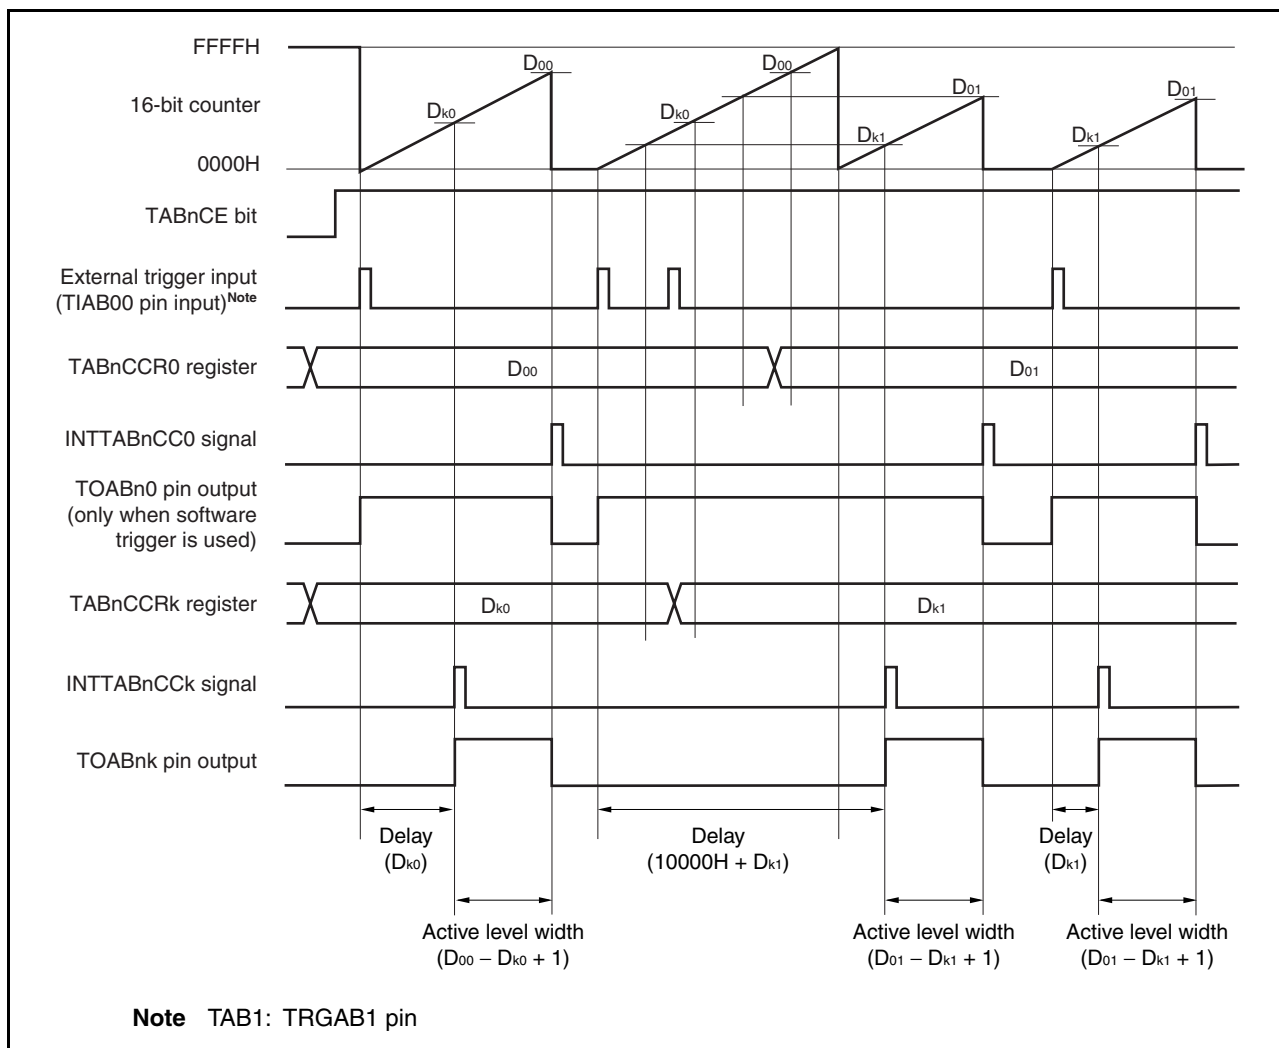 FFFFH
D00
D00
16-bit counter
Dk0
Dk0
D01
D01
Dk1
Dk1
0000H
TABnCE bit
External trigger input
(TIAB00 pin input)Note
TABnCCR0 register
D00
D01
INTTABnCC0 signal
TOABn0 pin output
(only when software
trigger is used)
TABnCCRk register
Dk0
Dk1
INTTABnCCk signal
TOABnk pin output
Delay
(Dk0)
Delay
(10000H + Dk1)
Delay
(Dk1)
Active level width
(D00 − Dk0 + 1)
Active level width
(D01 − Dk1 + 1)
Active level width
(D01 − Dk1 + 1)
Note TAB1: TRGAB1 pin